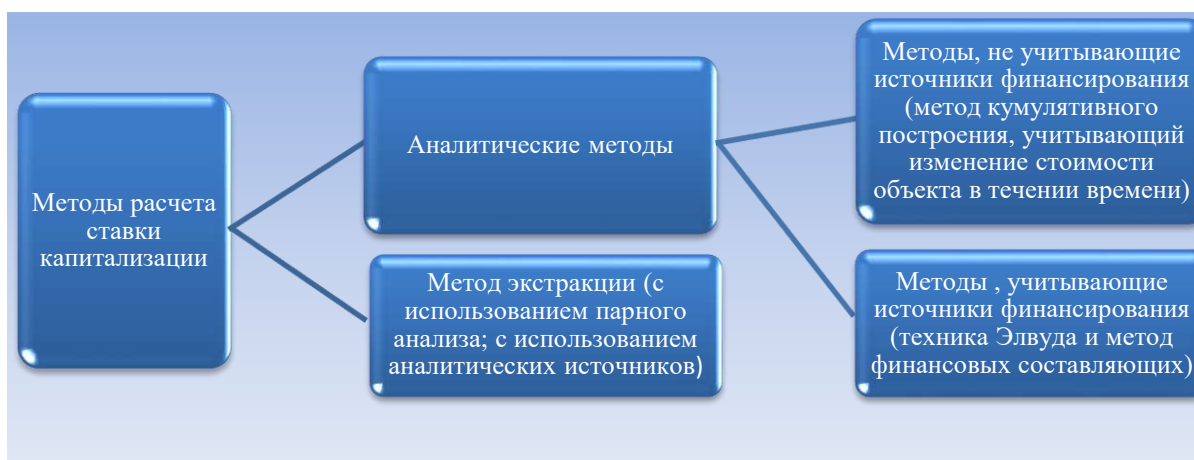 Методы расчета
ставки
капитализации
Аналитические методы
Метод экстракции (с
использованием парного
анализа; с использованием
аналитических источников)
Методы, не учитывающие
источники финансирования
(метод кумулятивного
построения, учитывающий
изменение стоимости
объекта в течении времени)
Методы , учитывающие
источники финансирования
(техника Элвуда и метод
финансовых составляющих)